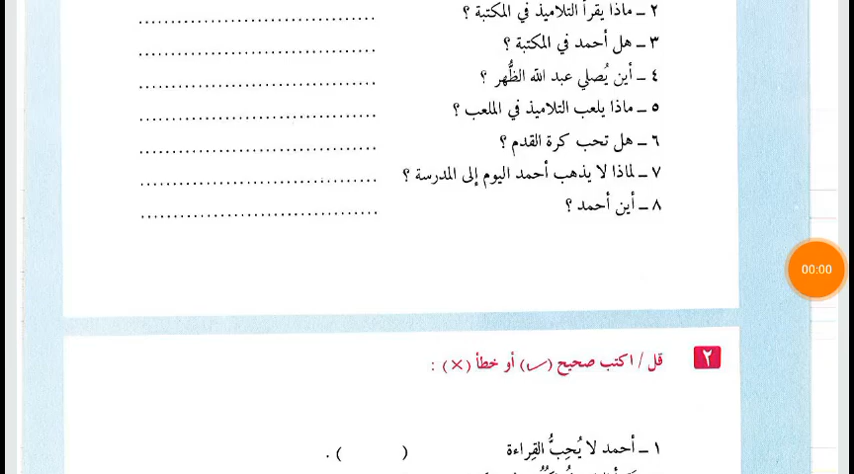 ٢ - ماذا يقرأ التلاميذ في المكتبة ؟ ....................................
٣ - هل أحمد في المكتبة ؟ ....................................
٤ - أين يُصلي عبد الله الظُّهر ؟ ....................................
٥ - ماذا يلعب التلاميذ في الملعب ؟ ....................................
٦ - هل تحب كرة القدم ؟ ....................................
٧ - لماذا لا يذهب أحمد اليوم إلى المدرسة ؟ ....................................
٨ - أين أحمد ؟ ....................................
00:00
٢ قل / اكتب صحيح (✓) أو خطأ (×) :
١ - أحمد لا يُحِبُّ القِراءة ( ) .